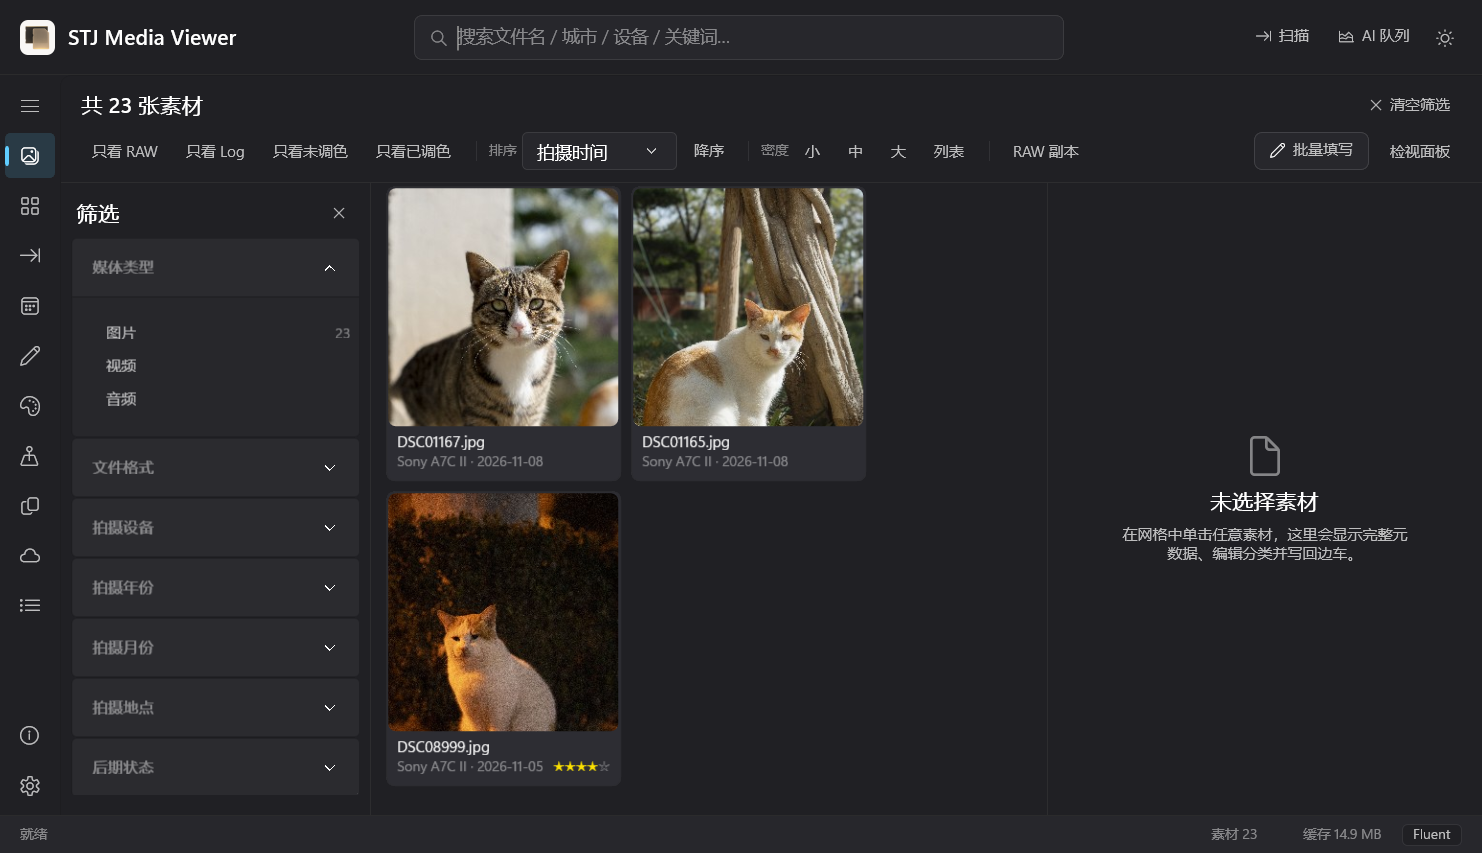 STJ Media Viewer
搜索文件名 / 城市 / 设备 / 关键词...
扫描
AI 队列
共 23 张素材
清空筛选
只看 RAW
只看 Log
只看未调色
只看已调色
排序
拍摄时间
降序
密度
小
中
大
列表
RAW 副本
批量填写
检视面板
筛选
媒体类型
图片 23
视频
音频
文件格式
拍摄设备
拍摄年份
拍摄月份
拍摄地点
后期状态
DSC01167.jpg
Sony A7C II · 2026-11-08
DSC01165.jpg
Sony A7C II · 2026-11-08
DSC08999.jpg
Sony A7C II · 2026-11-05 ★★★★☆
未选择素材
在网格中单击任意素材，这里会显示完整元
数据、编辑分类并写回边车。
就绪
素材 23
缓存 14.9 MB
Fluent